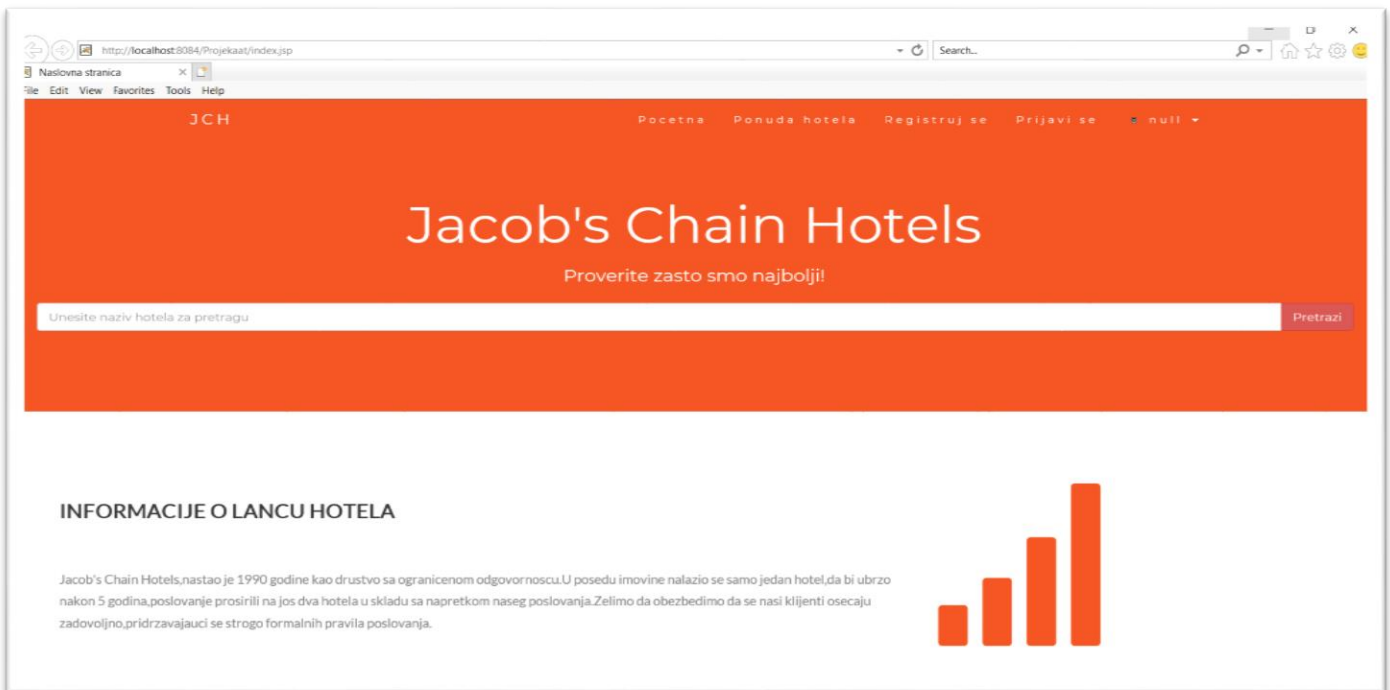 http://localhost:8084/Projekaat/index.jsp
Search...
Naslovna stranica
File Edit View Favorites Tools Help
JCH Pocetna Ponuda hotela Registruj se Prijavi se null
Jacob's Chain Hotels
Proverite zasto smo najbolji!
Unesite naziv hotela za pretragu Pretrazi
INFORMACIJE O LANCU HOTELA
Jacob's Chain Hotels,nastao je 1990 godine kao drustvo sa ogranicenom odgovornoscu.U posedu imovine nalazio se samo jedan hotel,da bi ubrzo
nakon 5 godina,poslovanje prosirili na jos dva hotela u skladu sa napretkom naseg poslovanja.Zelimo da obezbedimo da se nasi klijenti osecaju
zadovoljno,pridrzavajauci se strogo formalnih pravila poslovanja.